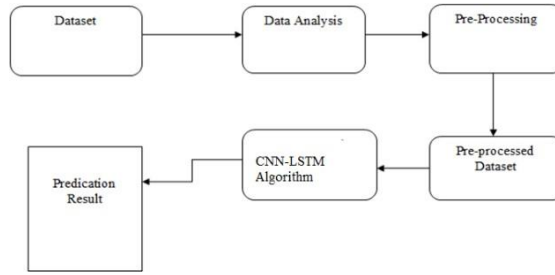 Dataset
Data Analysis
Pre-Processing
Pre-processed
Dataset
CNN-LSTM
Algorithm
Predication
Result